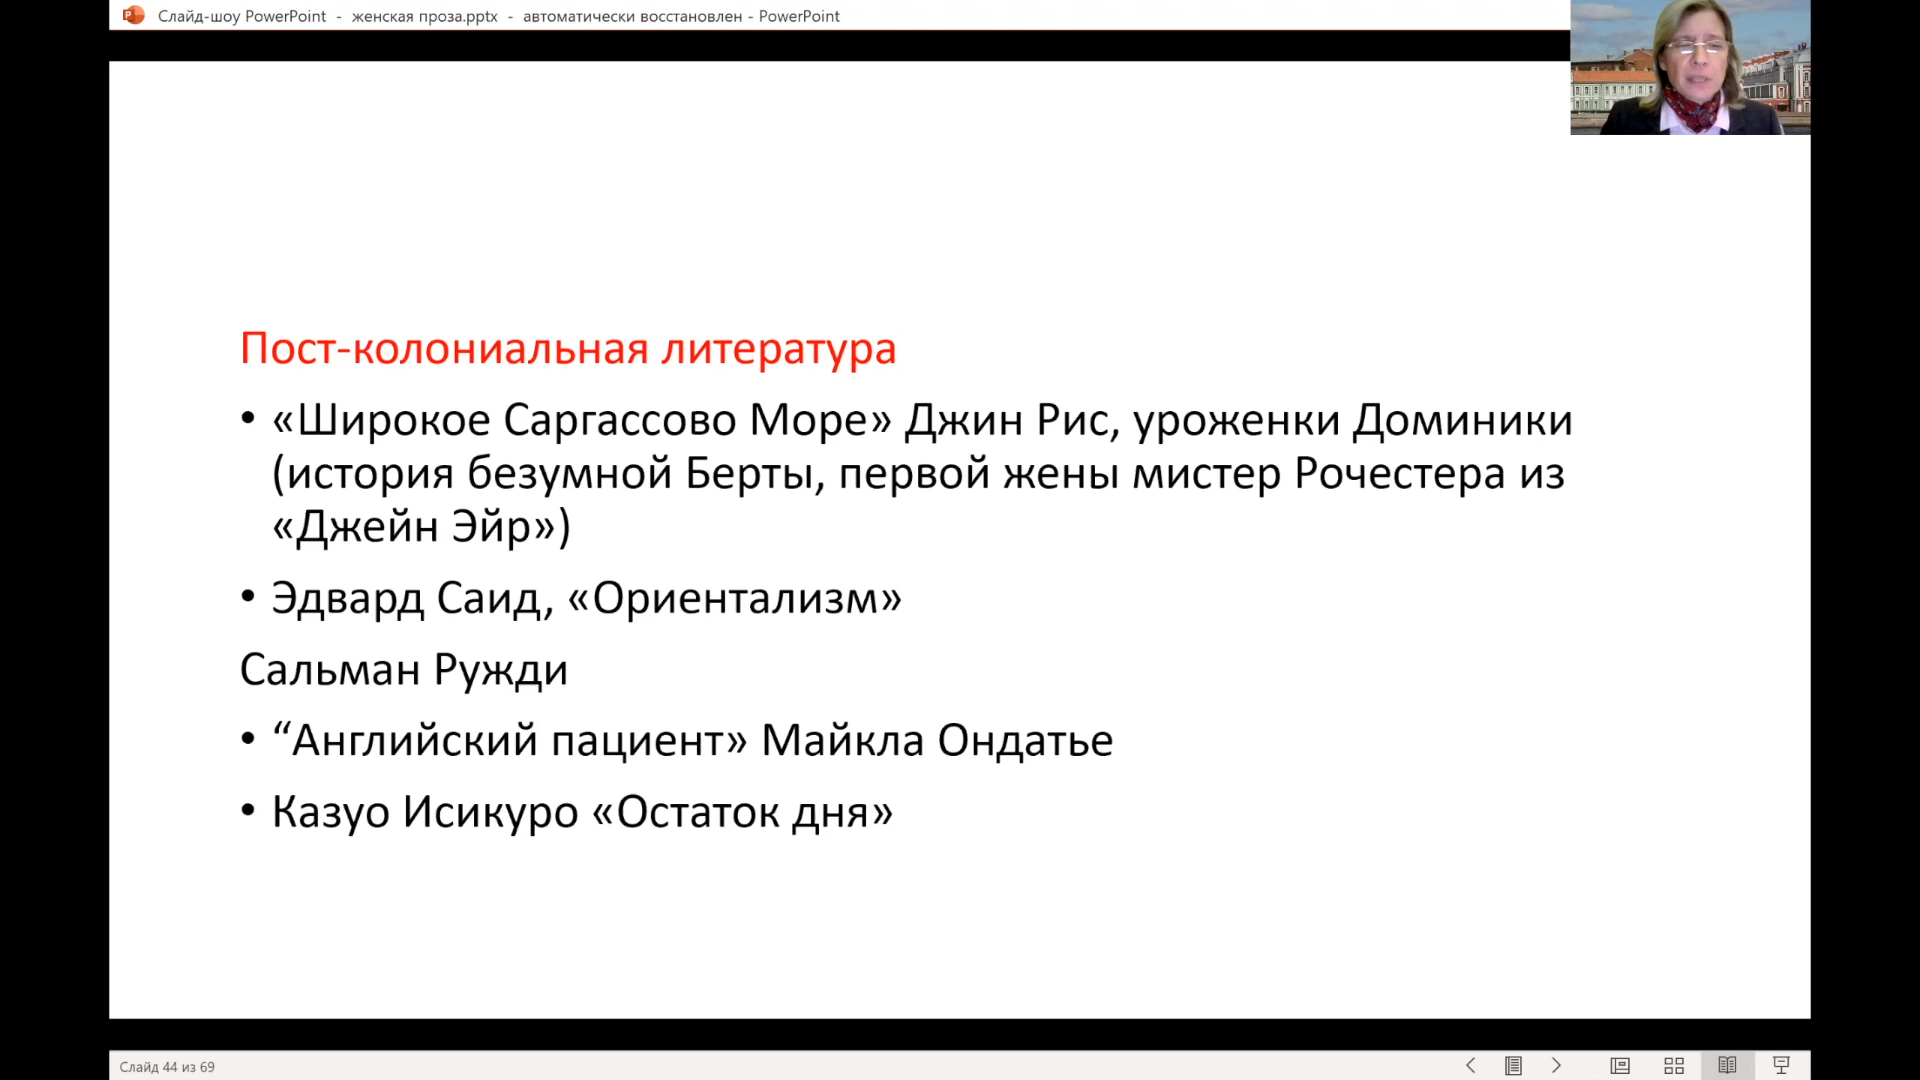 Слайд-шоу PowerPoint - женская проза.pptx - автоматически восстановлен - PowerPoint
Пост-колониальная литература
• «Широкое Саргассово Море» Джин Рис, уроженки Доминики
(история безумной Берты, первой жены мистер Рочестера из
«Джейн Эйр»)
• Эдвард Саид, «Ориентализм»
Сальман Ружди
• “Английский пациент» Майкла Ондатье
• Казуо Исикуро «Остаток дня»
Слайд 44 из 69